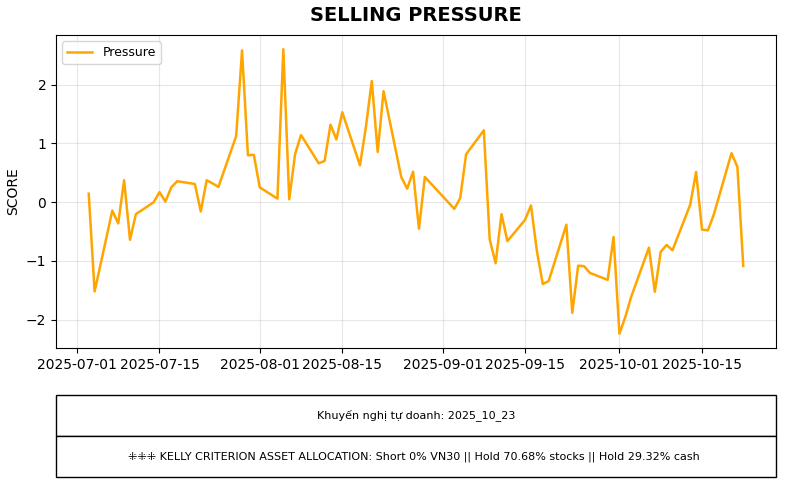 SELLING PRESSURE
Pressure
SCORE
2
1
0
−1
−2
2025-07-01 2025-07-15 2025-08-01 2025-08-15 2025-09-01 2025-09-15 2025-10-01 2025-10-15
Khuyến nghị tự doanh: 2025_10_23
⁜⁜⁜ KELLY CRITERION ASSET ALLOCATION: Short 0% VN30 || Hold 70.68% stocks || Hold 29.32% cash